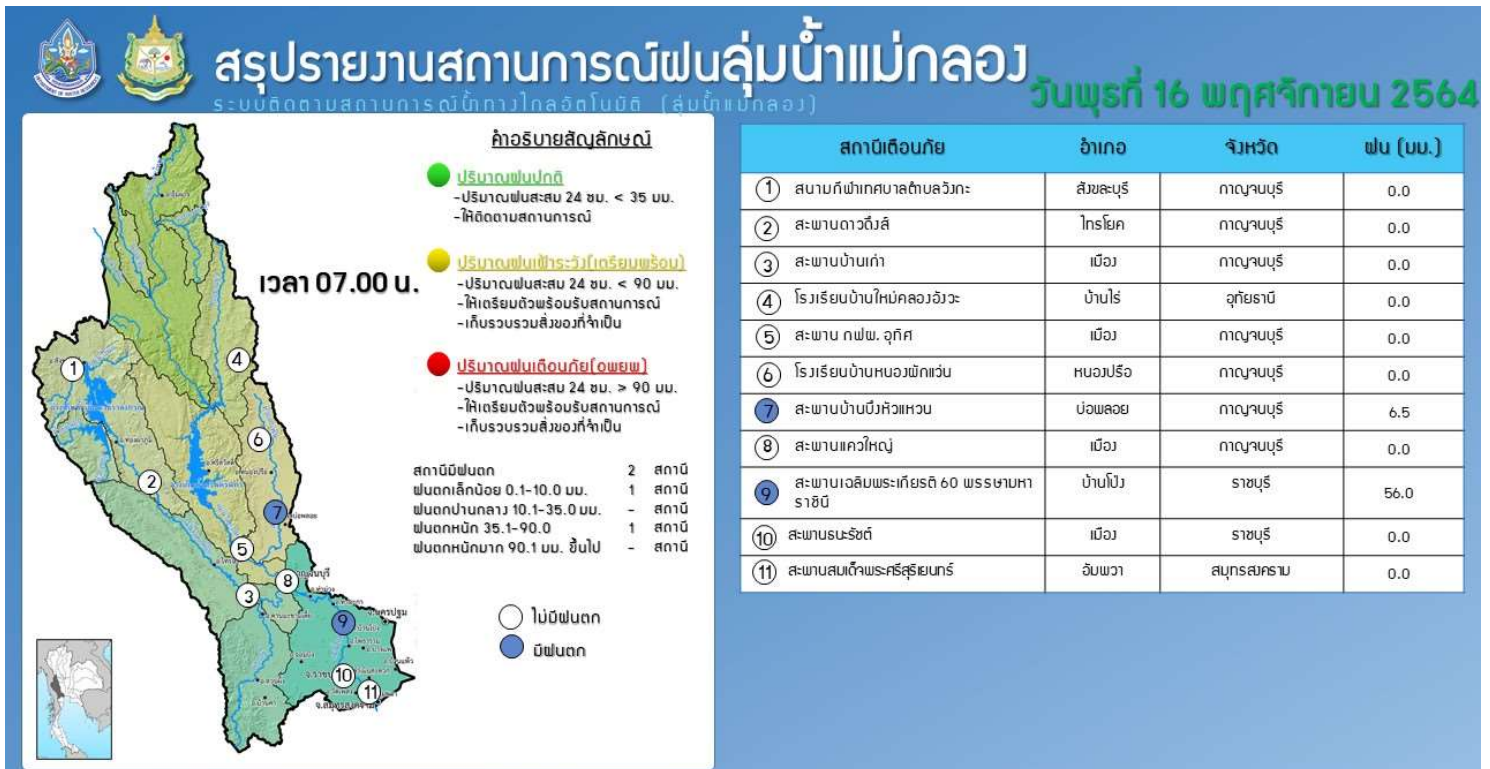 สรุปรายงานสถานการณ์ฝนลุ่มน้ำแม่กลอง
ระบบติดตามสถานการณ์น้ำทางไกลอัตโนมัติ (ลุ่มน้ำแม่กลอง)
วันพุธที่ 16 พฤศจิกายน 2564
คำอธิบายสัญลักษณ์
ปริมาณฝนปกติ
-ปริมาณฝนสะสม 24 ชม. < 35 มม.
-ให้ติดตามสถานการณ์
เวลา 07.00 น.
ปริมาณฝนเฝ้าระวัง(เตรียมพร้อม)
-ปริมาณฝนสะสม 24 ชม. < 90 มม.
-ให้เตรียมตัวพร้อมรับสถานการณ์
-เก็บรวบรวมสิ่งของที่จำเป็น
ปริมาณฝนเตือนภัย(อพยพ)
-ปริมาณฝนสะสม 24 ชม. > 90 มม.
-ให้เตรียมตัวพร้อมรับสถานการณ์
-เก็บรวบรวมสิ่งของที่จำเป็น
สถานีมีฝนตก 2 สถานี
ฝนตกเล็กน้อย 0.1-10.0 มม. 1 สถานี
ฝนตกปานกลาง 10.1-35.0 มม. - สถานี
ฝนตกหนัก 35.1-90.0 1 สถานี
ฝนตกหนักมาก 90.1 มม. ขึ้นไป - สถานี
ไม่มีฝนตก
มีฝนตก
1
4
6
2
7
5
8
3
9
10
11
สถานีเตือนภัย อำเภอ จังหวัด ฝน (มม.)
1 สนามกีฬาเทศบาลตำบลวังกะ สังขละบุรี กาญจนบุรี 0.0
2 สะพานดาวดึงส์ ไทรโยค กาญจนบุรี 0.0
3 สะพานบ้านเก่า เมือง กาญจนบุรี 0.0
4 โรงเรียนบ้านใหม่คลองอังวะ บ้านไร่ อุทัยธานี 0.0
5 สะพาน กฟผ. อุทิศ เมือง กาญจนบุรี 0.0
6 โรงเรียนบ้านหนองผักแว่น หนองปรือ กาญจนบุรี 0.0
7 สะพานบ้านบึงหัวแหวน บ่อพลอย กาญจนบุรี 6.5
8 สะพานแควใหญ่ เมือง กาญจนบุรี 0.0
9 สะพานเฉลิมพระเกียรติ 60 พรรษามหา บ้านโป่ง ราชบุรี 56.0
ราชินี
10 สะพานธนะรัชต์ เมือง ราชบุรี 0.0
11 สะพานสมเด็จพระศรีสุริเยนทร์ อัมพวา สมุทรสงคราม 0.0